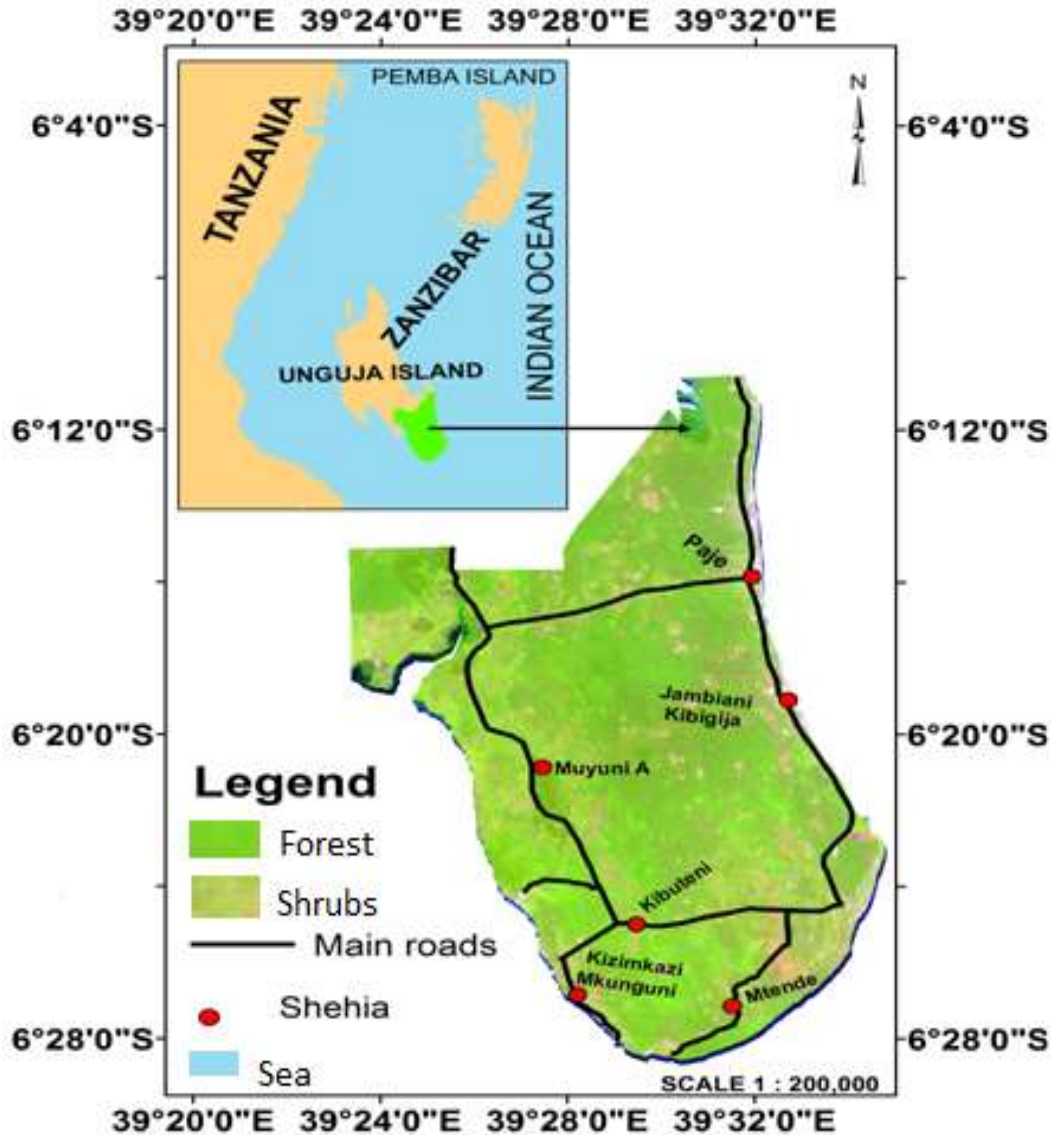 39°20'0"E 39°24'0"E 39°28'0"E 39°32'0"E
PEMBA ISLAND
N
6°4'0"S
6°4'0"S
TANZANIA
ZANZIBAR
INDIAN OCEAN
UNGUJA ISLAND
6°12'0"S
6°12'0"S
Paje
Jambiani
Kibigija
6°20'0"S
6°20'0"S
Muyuni A
Legend
Forest
Shrubs
Main roads
Shehia
Sea
Kibuteni
Kizimkazi
Mkunguni
Mtende
6°28'0"S
6°28'0"S
SCALE 1 : 200,000
39°20'0"E 39°24'0"E 39°28'0"E 39°32'0"E